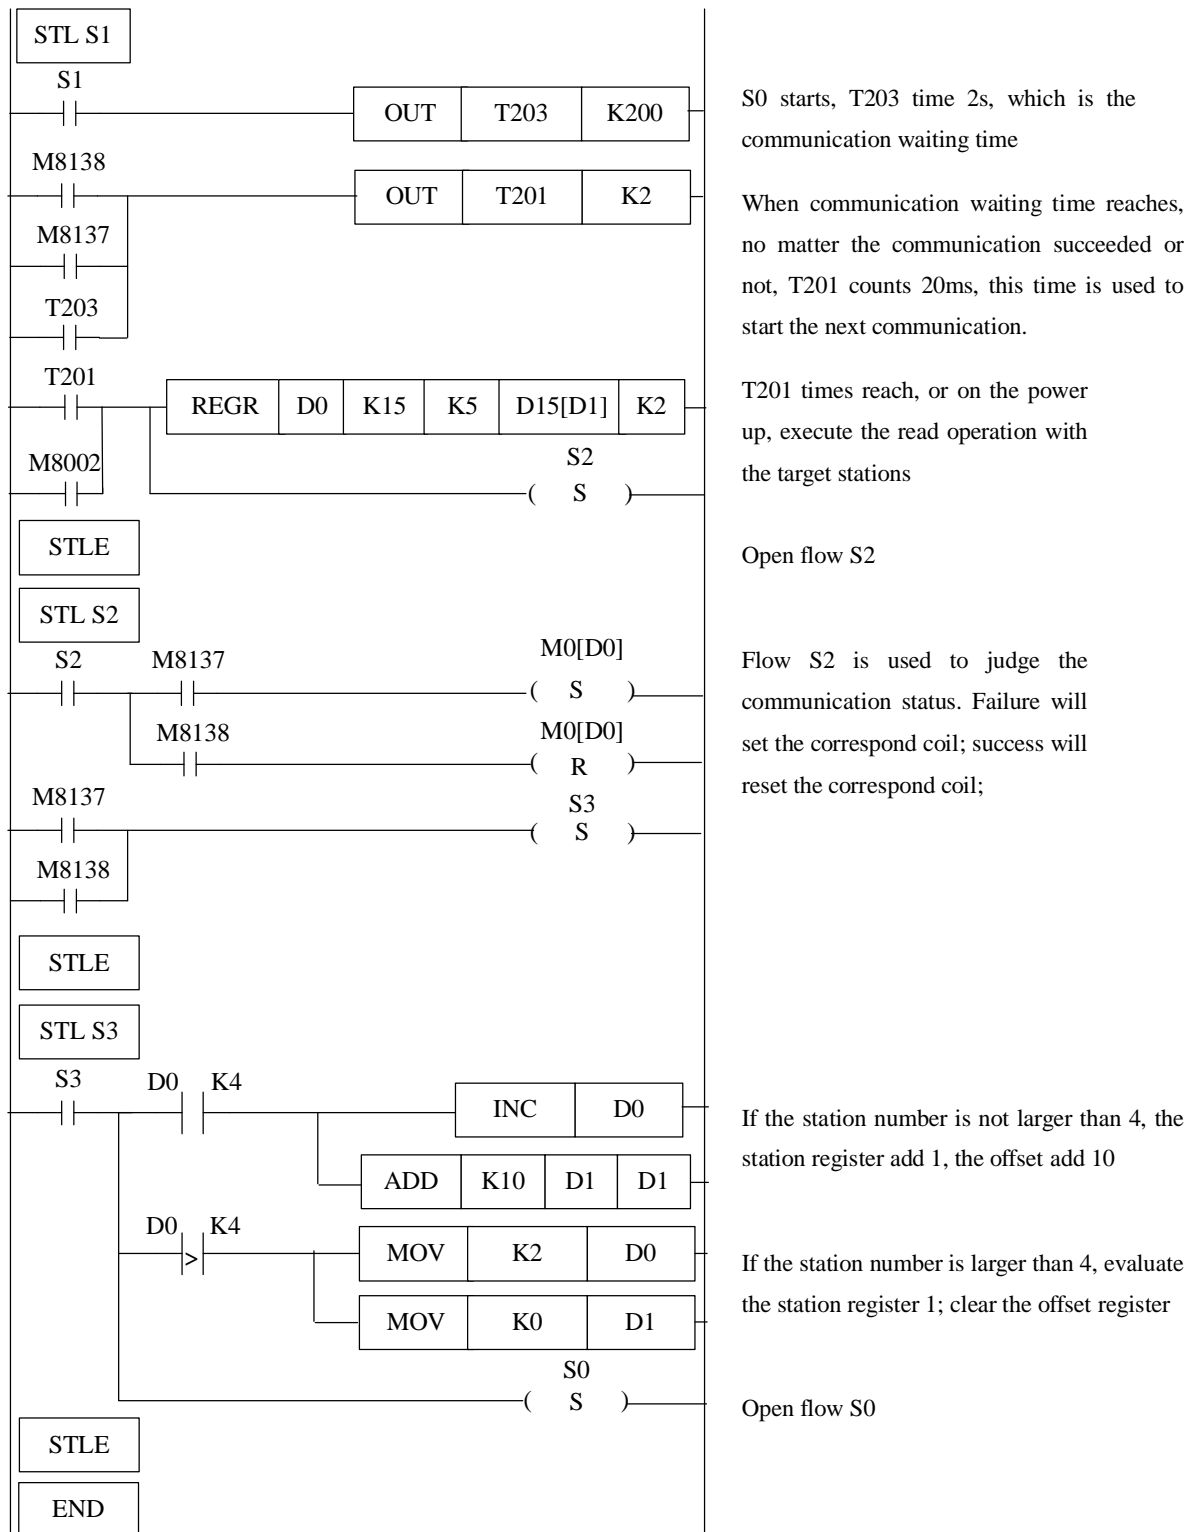 STL S1
S1
OUT T203 K200
S0 starts, T203 time 2s, which is the
communication waiting time
M8138
OUT T201 K2
M8137
T203
When communication waiting time reaches,
no matter the communication succeeded or
not, T201 counts 20ms, this time is used to
start the next communication.
T201
REGR D0 K15 K5 D15[D1] K2
M8002
S2
( S )
T201 times reach, or on the power
up, execute the read operation with
the target stations
STLE
Open flow S2
STL S2
S2 M8137 M0[D0]
( S )
M8138 M0[D0]
( R )
Flow S2 is used to judge the
communication status. Failure will
set the correspond coil; success will
reset the correspond coil;
M8137 S3
( S )
M8138
STLE
STL S3
S3 D0 K4
INC D0
ADD K10 D1 D1
If the station number is not larger than 4, the
station register add 1, the offset add 10
D0 K4
>
MOV K2 D0
MOV K0 D1
If the station number is larger than 4, evaluate
the station register 1; clear the offset register
S0
( S )
Open flow S0
STLE
END